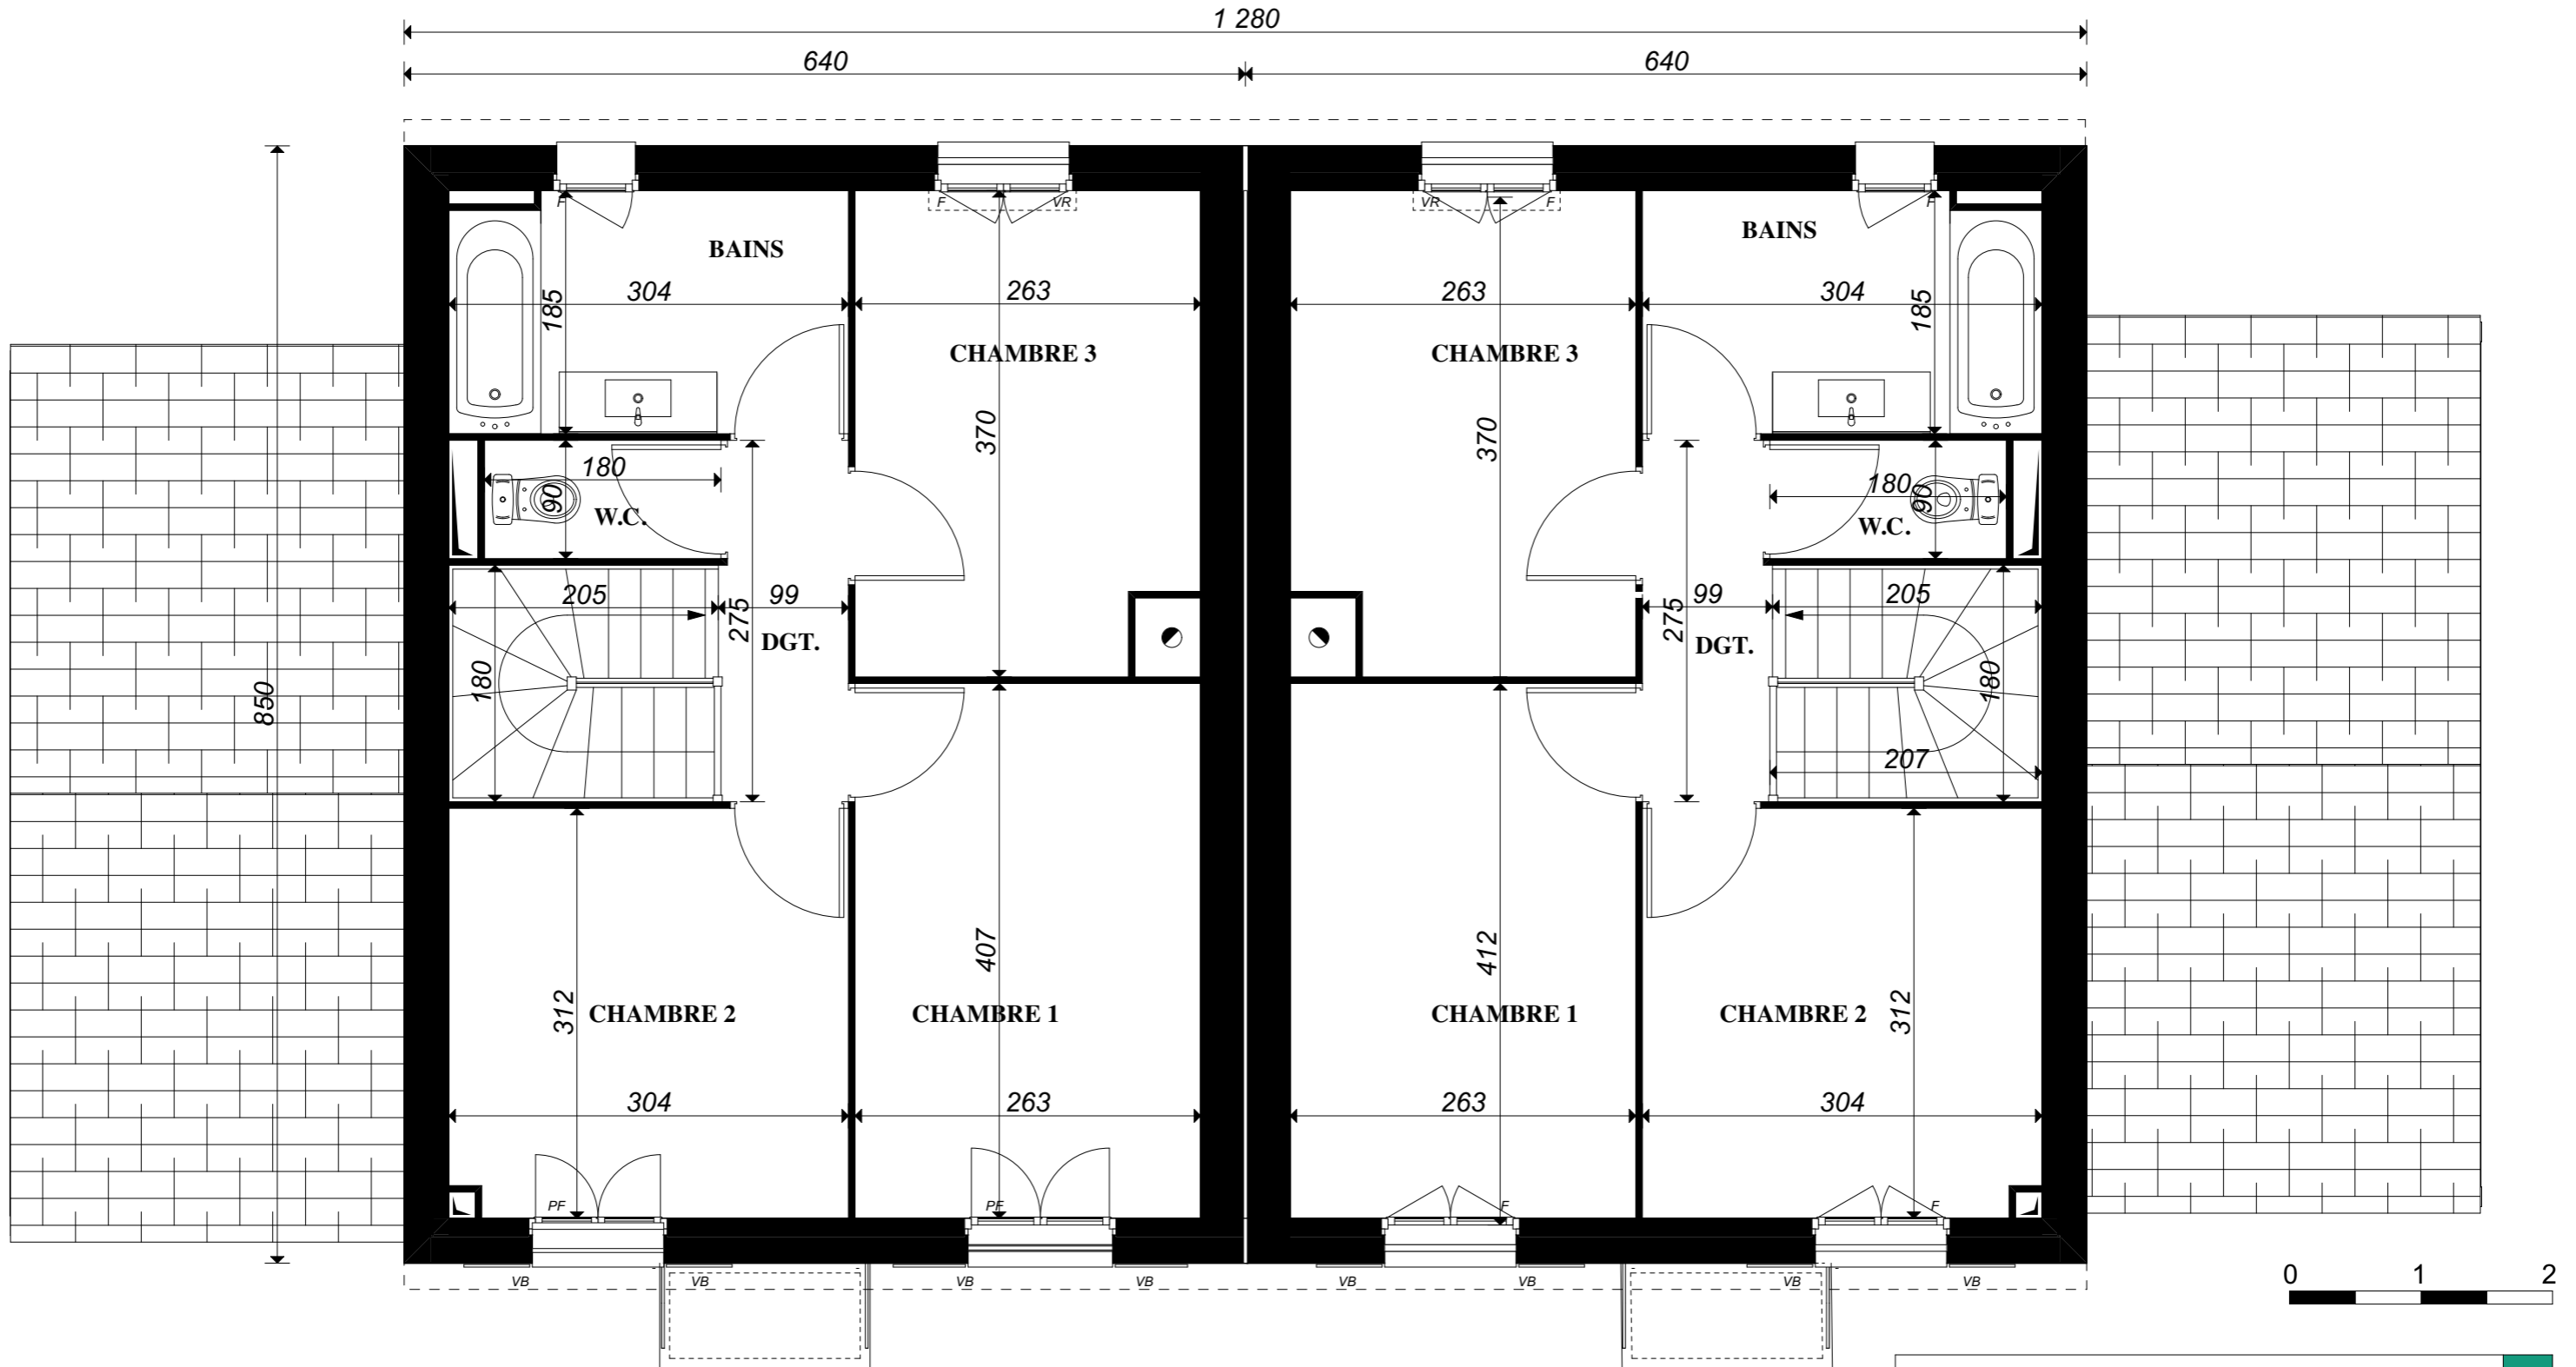 1 280
640 640
F F VR VR F F
BAINS BAINS
304 263 263 304
185 185
CHAMBRE 3 CHAMBRE 3
370 370
180 180
90 90
W.C. W.C.
205 99 99 205
275 275
DGT. DGT.
180 180
850
207
407 412
312 312
CHAMBRE 2 CHAMBRE 1 CHAMBRE 1 CHAMBRE 2
304 263 263 304
PF PF F F
VB VB VB VB VB VB VB VB
0 1 2